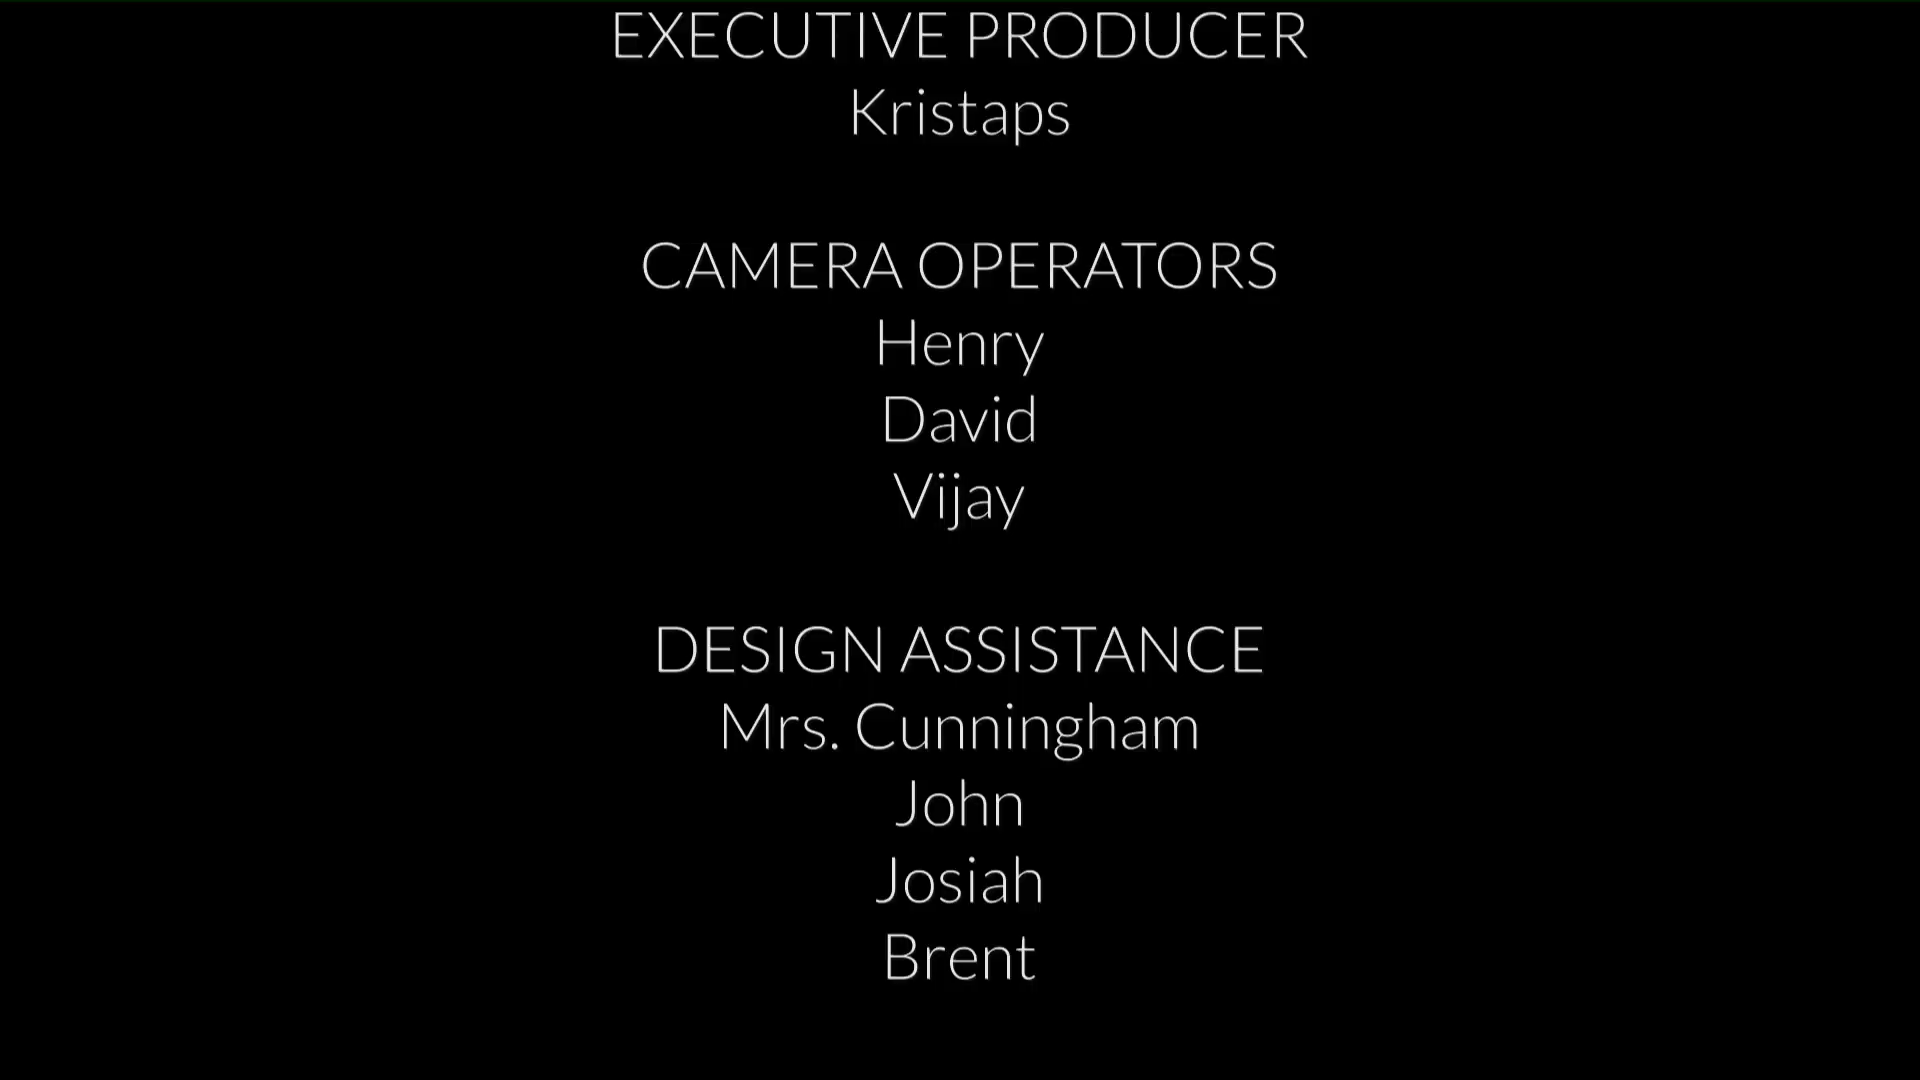 EXECUTIVE PRODUCER
Kristaps
CAMERA OPERATORS
Henry
David
Vijay
DESIGN ASSISTANCE
Mrs. Cunningham
John
Josiah
Brent